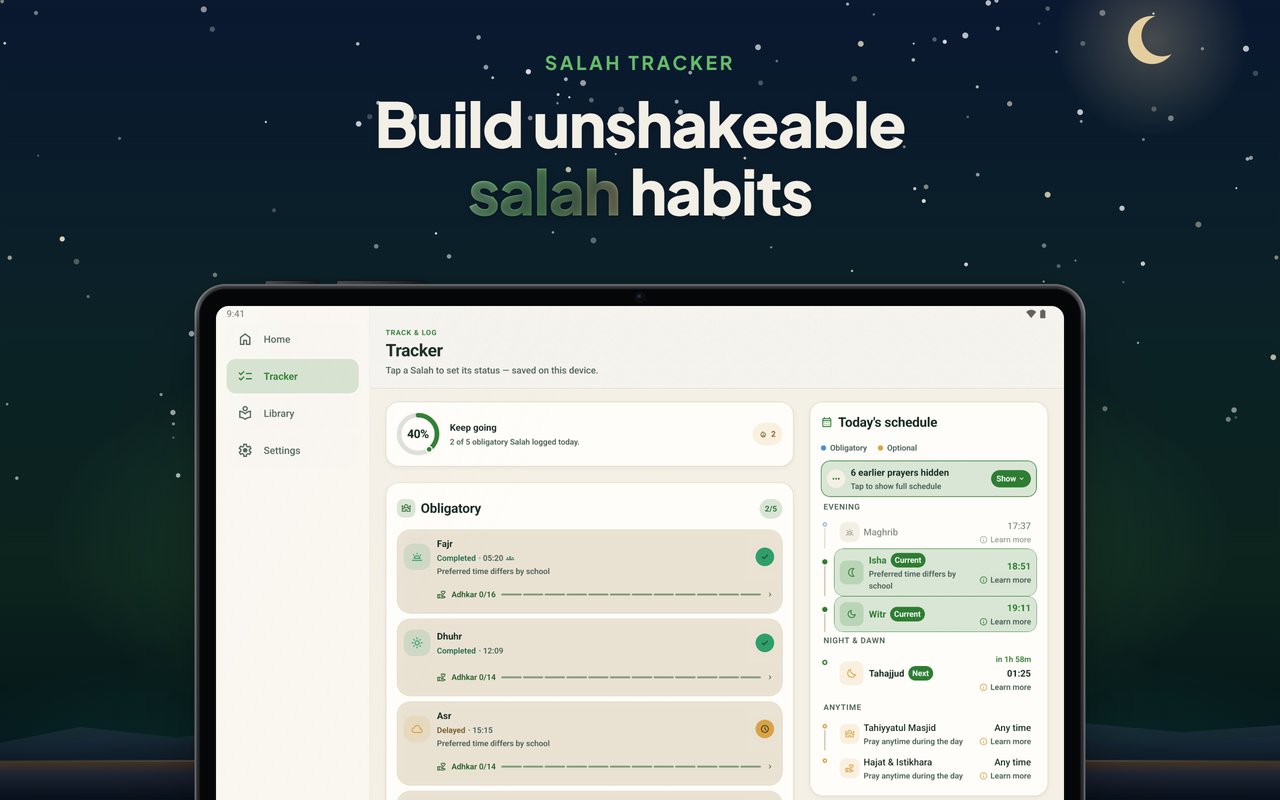 SALAH TRACKER
Build unshakeable
salah habits
9:41
Home
Tracker
Library
Settings
TRACK & LOG
Tracker
Tap a Salah to set its status — saved on this device.
40%
Keep going
2 of 5 obligatory Salah logged today.
2
Obligatory
2/5
Fajr
Completed · 05:20
Preferred time differs by school
Adhkar 0/16
Dhuhr
Completed · 12:09
Adhkar 0/14
Asr
Delayed · 15:15
Preferred time differs by school
Adhkar 0/14
Today's schedule
Obligatory
Optional
6 earlier prayers hidden
Tap to show full schedule
Show
EVENING
Maghrib
17:37
Learn more
Isha Current
18:51
Preferred time differs by
school
Learn more
Witr Current
19:11
Learn more
NIGHT & DAWN
in 1h 58m
Tahajjud Next
01:25
Learn more
ANYTIME
Tahiyyatul Masjid
Any time
Pray anytime during the day
Learn more
Hajat & Istikhara
Any time
Pray anytime during the day
Learn more